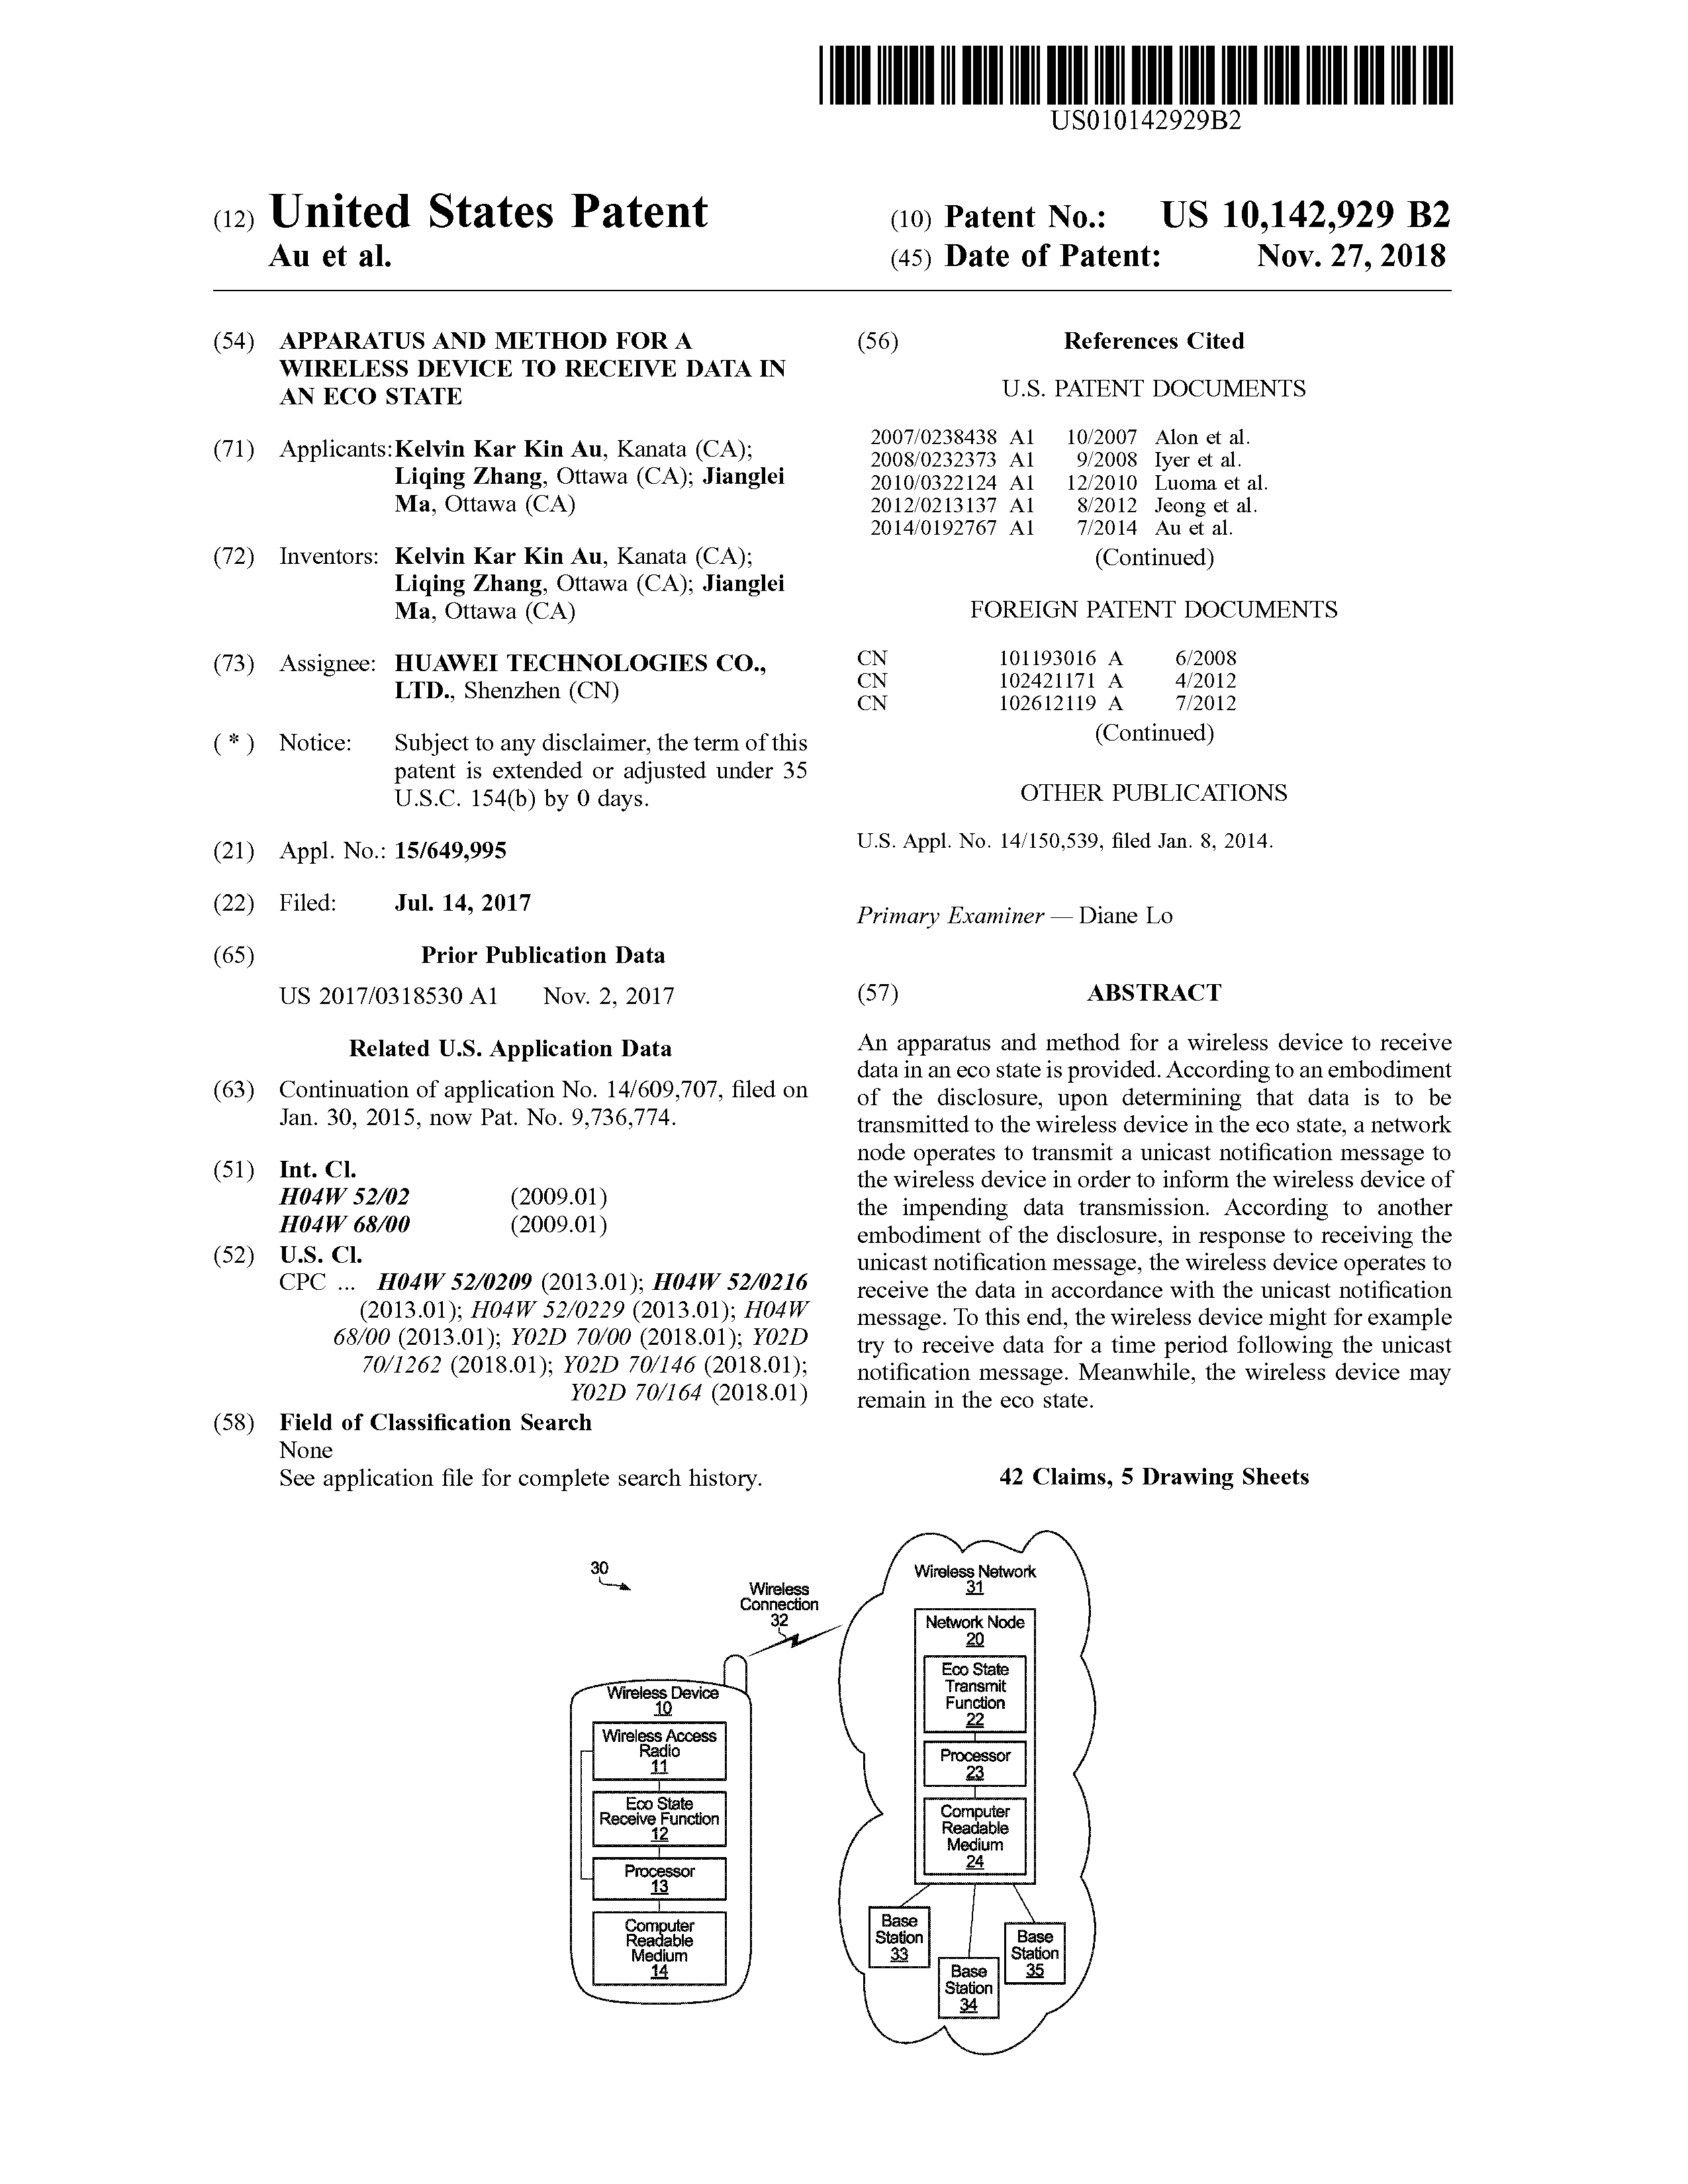 US010142929B2
(12) United States Patent
Au et al.
(10) Patent No.: US 10,142,929 B2
(45) Date of Patent: Nov. 27, 2018
(54) APPARATUS AND METHOD FOR A
WIRELESS DEVICE TO RECEIVE DATA IN
AN ECO STATE
(71) Applicants: Kelvin Kar Kin Au, Kanata (CA);
Liqing Zhang, Ottawa (CA); Jianglei
Ma, Ottawa (CA)
(72) Inventors: Kelvin Kar Kin Au, Kanata (CA);
Liqing Zhang, Ottawa (CA); Jianglei
Ma, Ottawa (CA)
(73) Assignee: HUAWEI TECHNOLOGIES CO.,
LTD., Shenzhen (CN)
( * ) Notice: Subject to any disclaimer, the term of this
patent is extended or adjusted under 35
U.S.C. 154(b) by 0 days.
(21) Appl. No.: 15/649,995
(22) Filed: Jul. 14, 2017
(65) Prior Publication Data
US 2017/0318530 A1 Nov. 2, 2017
Related U.S. Application Data
(63) Continuation of application No. 14/609,707, filed on
Jan. 30, 2015, now Pat. No. 9,736,774.
(51) Int. Cl.
H04W 52/02 (2009.01)
H04W 68/00 (2009.01)
(52) U.S. Cl.
CPC ... H04W 52/0209 (2013.01); H04W 52/0216
(2013.01); H04W 52/0229 (2013.01); H04W
68/00 (2013.01); Y02D 70/00 (2018.01); Y02D
70/1262 (2018.01); Y02D 70/146 (2018.01);
Y02D 70/164 (2018.01)
(58) Field of Classification Search
None
See application file for complete search history.
(56) References Cited
U.S. PATENT DOCUMENTS
2007/0238438 A1 10/2007 Alon et al.
2008/0232373 A1 9/2008 Iyer et al.
2010/0322124 A1 12/2010 Luoma et al.
2012/0213137 A1 8/2012 Jeong et al.
2014/0192767 A1 7/2014 Au et al.
(Continued)
FOREIGN PATENT DOCUMENTS
CN 101193016 A 6/2008
CN 102421171 A 4/2012
CN 102612119 A 7/2012
(Continued)
OTHER PUBLICATIONS
U.S. Appl. No. 14/150,539, filed Jan. 8, 2014.
Primary Examiner — Diane Lo
(57) ABSTRACT
An apparatus and method for a wireless device to receive
data in an eco state is provided. According to an embodiment
of the disclosure, upon determining that data is to be
transmitted to the wireless device in the eco state, a network
node operates to transmit a unicast notification message to
the wireless device in order to inform the wireless device of
the impending data transmission. According to another
embodiment of the disclosure, in response to receiving the
unicast notification message, the wireless device operates to
receive the data in accordance with the unicast notification
message. To this end, the wireless device might for example
try to receive data for a time period following the unicast
notification message. Meanwhile, the wireless device may
remain in the eco state.
42 Claims, 5 Drawing Sheets
30
Wireless
Connection
32
Wireless Device
10
Wireless Access
Radio
11
Eco State
Receive Function
12
Processor
13
Computer
Readable
Medium
14
Wireless Network
31
Network Node
20
Eco State
Transmit
Function
22
Processor
23
Computer
Readable
Medium
24
Base
Station
33
Base
Station
34
Base
Station
35